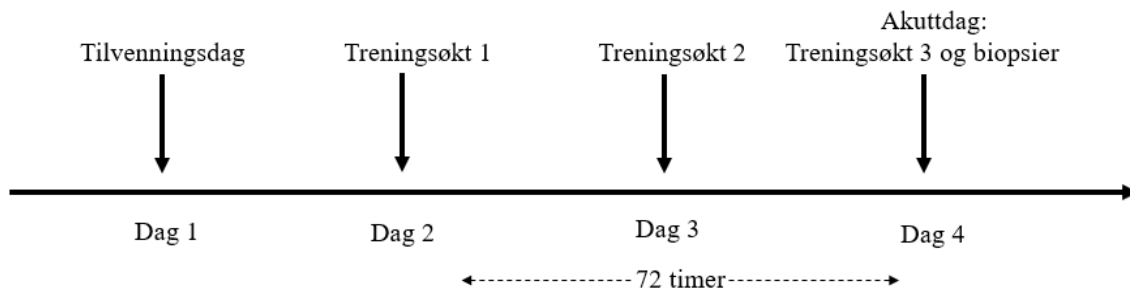 Akuttdag:
Tilvenningsdag Treningsøkt 1 Treningsøkt 2 Treningsøkt 3 og biopsier
Dag 1 Dag 2 Dag 3 Dag 4
72 timer